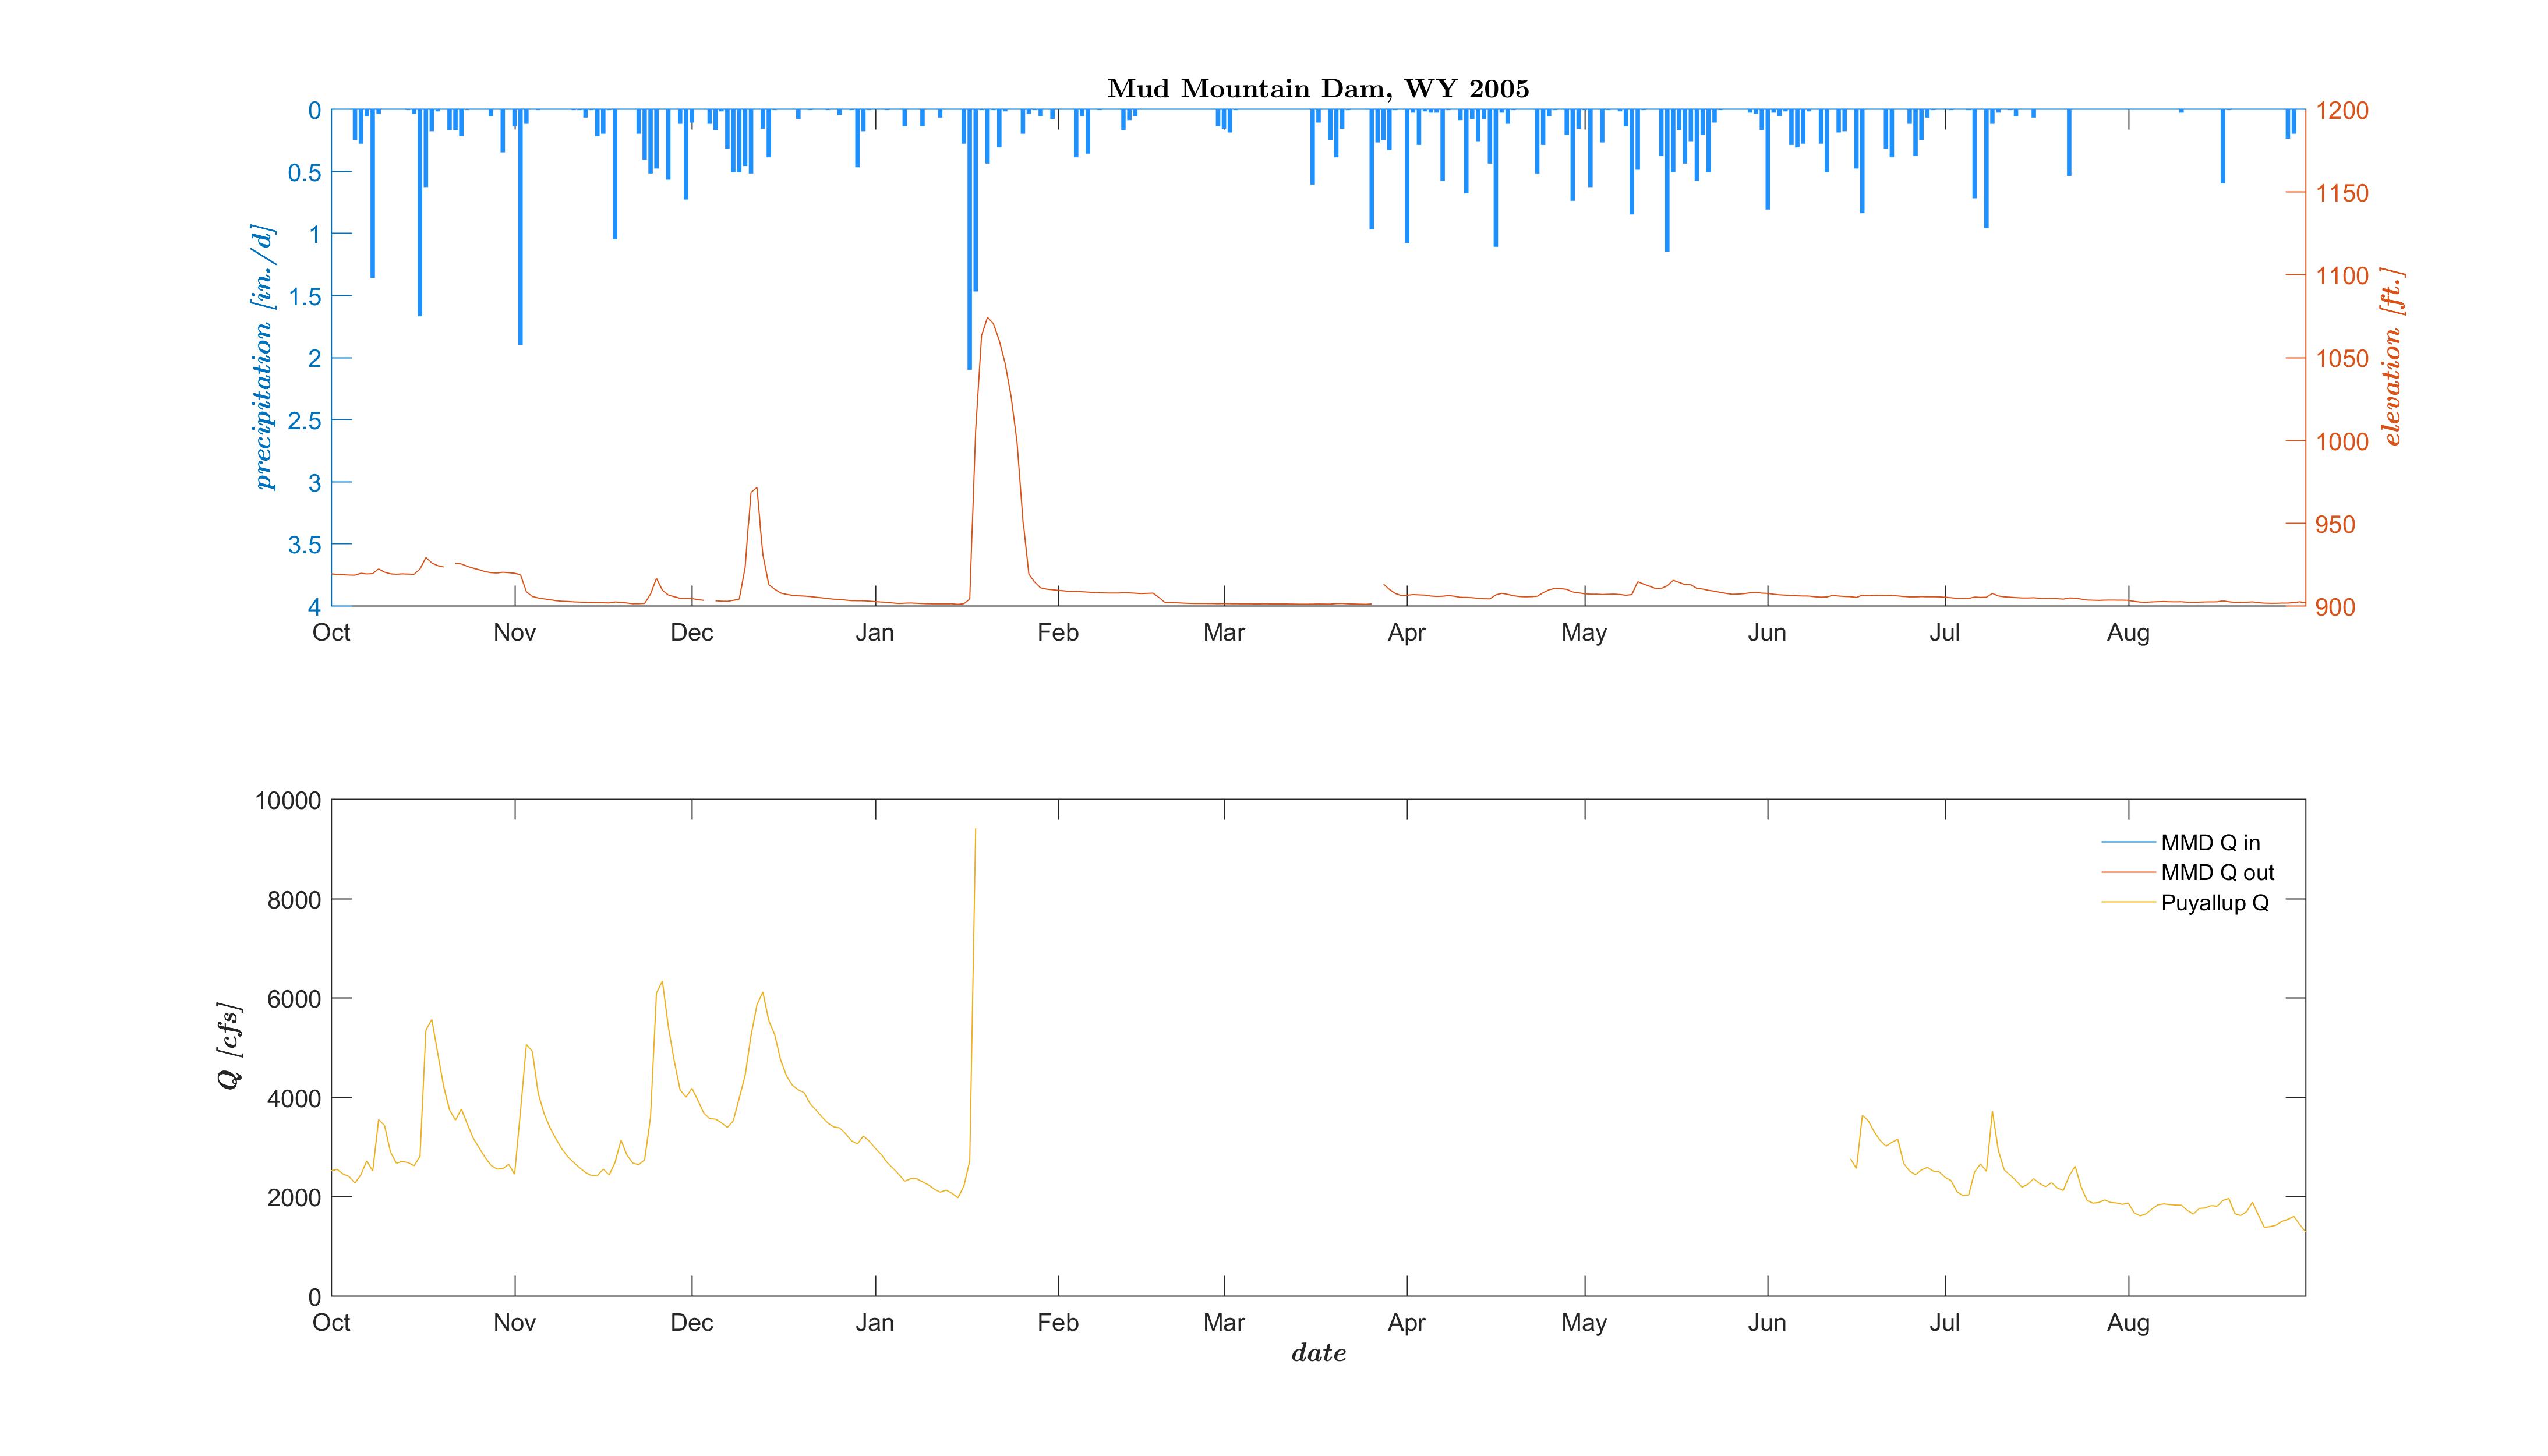 Mud Mountain Dam, WY 2005
0
0.5
1
1.5
2
2.5
3
3.5
4
precipitation [in./d]
1200
1150
1100
1050
1000
950
900
elevation [ft.]
Oct Nov Dec Jan Feb Mar Apr May Jun Jul Aug
10000
8000
6000
4000
2000
0
Q [cfs]
MMD Q in
MMD Q out
Puyallup Q
Oct Nov Dec Jan Feb Mar Apr May Jun Jul Aug
date